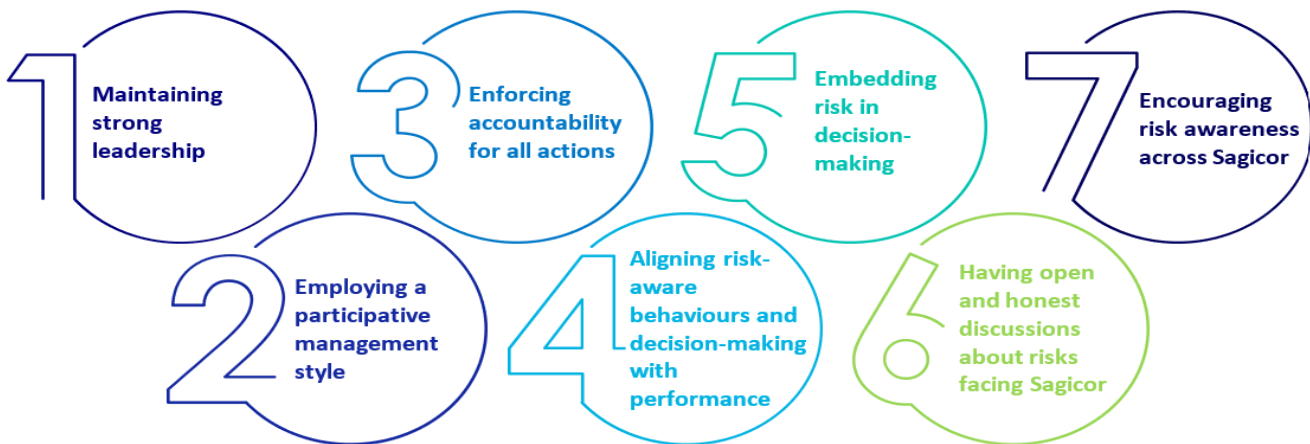 1
Maintaining
strong
leadership
2
Employing a
participative
management
style
3
Enforcing
accountability
for all actions
4
Aligning risk-
aware
behaviours and
decision-making
with
performance
5
Embedding
risk in
decision-
making
6
Having open
and honest
discussions
about risks
facing Sagicor
7
Encouraging
risk awareness
across Sagicor